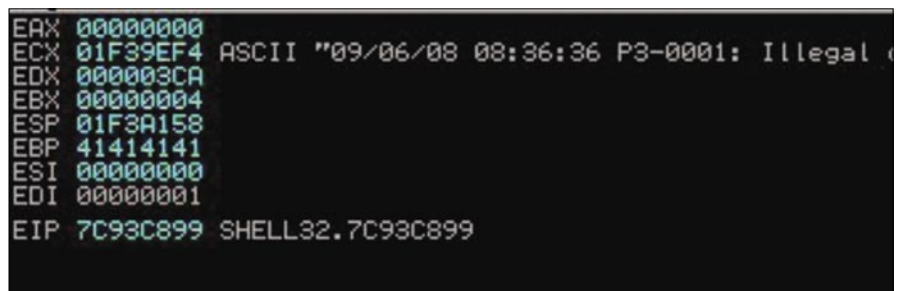 EAX 00000000
ECX 01F39EF4 ASCII "09/06/08 08:36:36 P3-0001: Illegal
EDX 000003CA
EBX 00000004
ESP 01F3A158
EBP 41414141
ESI 00000000
EDI 00000001
EIP 7C93C899 SHELL32.7C93C899